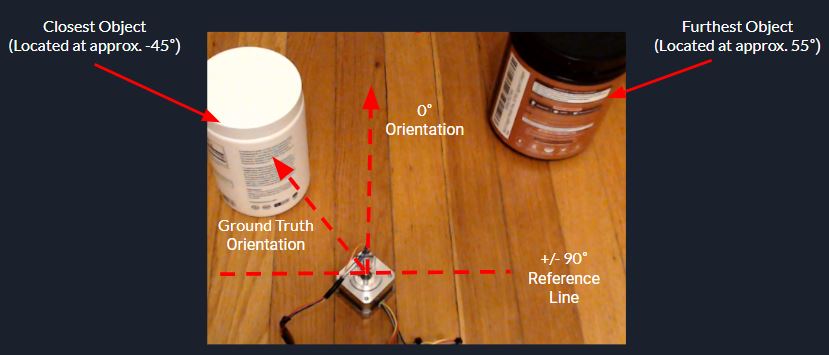 Closest Object
(Located at approx. -45°)
Furthest Object
(Located at approx. 55°)
0°
Orientation
Ground Truth
Orientation
+/- 90°
Reference
Line